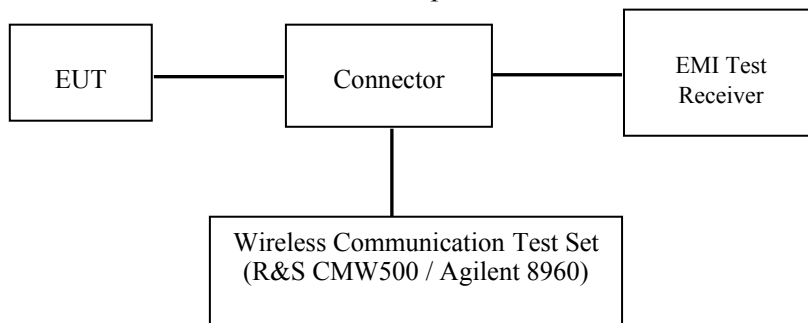 EUT
Connector
EMI Test
Receiver
Wireless Communication Test Set
(R&S CMW500 / Agilent 8960)